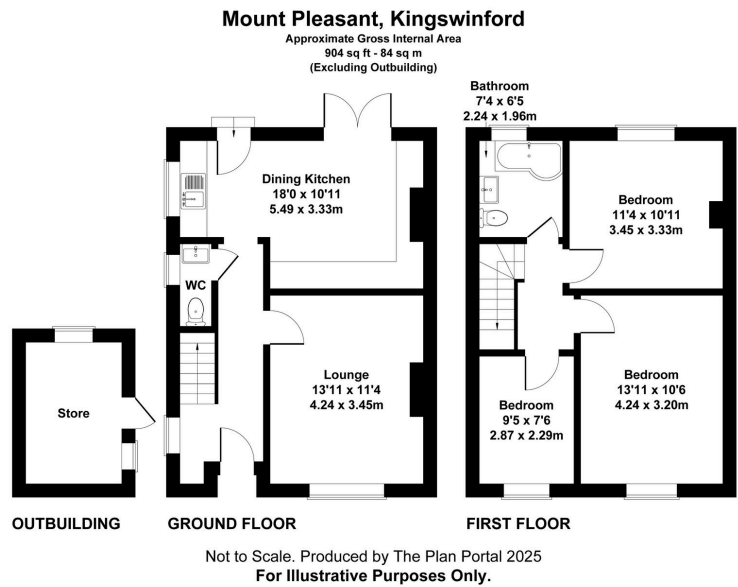 Mount Pleasant, Kingswinford
Approximate Gross Internal Area
904 sq ft - 84 sq m
(Excluding Outbuilding)
Bathroom
7'4 x 6'5
2.24 x 1.96m
Dining Kitchen
18'0 x 10'11
5.49 x 3.33m
Bedroom
11'4 x 10'11
3.45 x 3.33m
WC
Lounge
13'11 x 11'4
4.24 x 3.45m
Bedroom
13'11 x 10'6
4.24 x 3.20m
Store
Bedroom
9'5 x 7'6
2.87 x 2.29m
OUTBUILDING
GROUND FLOOR
FIRST FLOOR
Not to Scale. Produced by The Plan Portal 2025
For Illustrative Purposes Only.